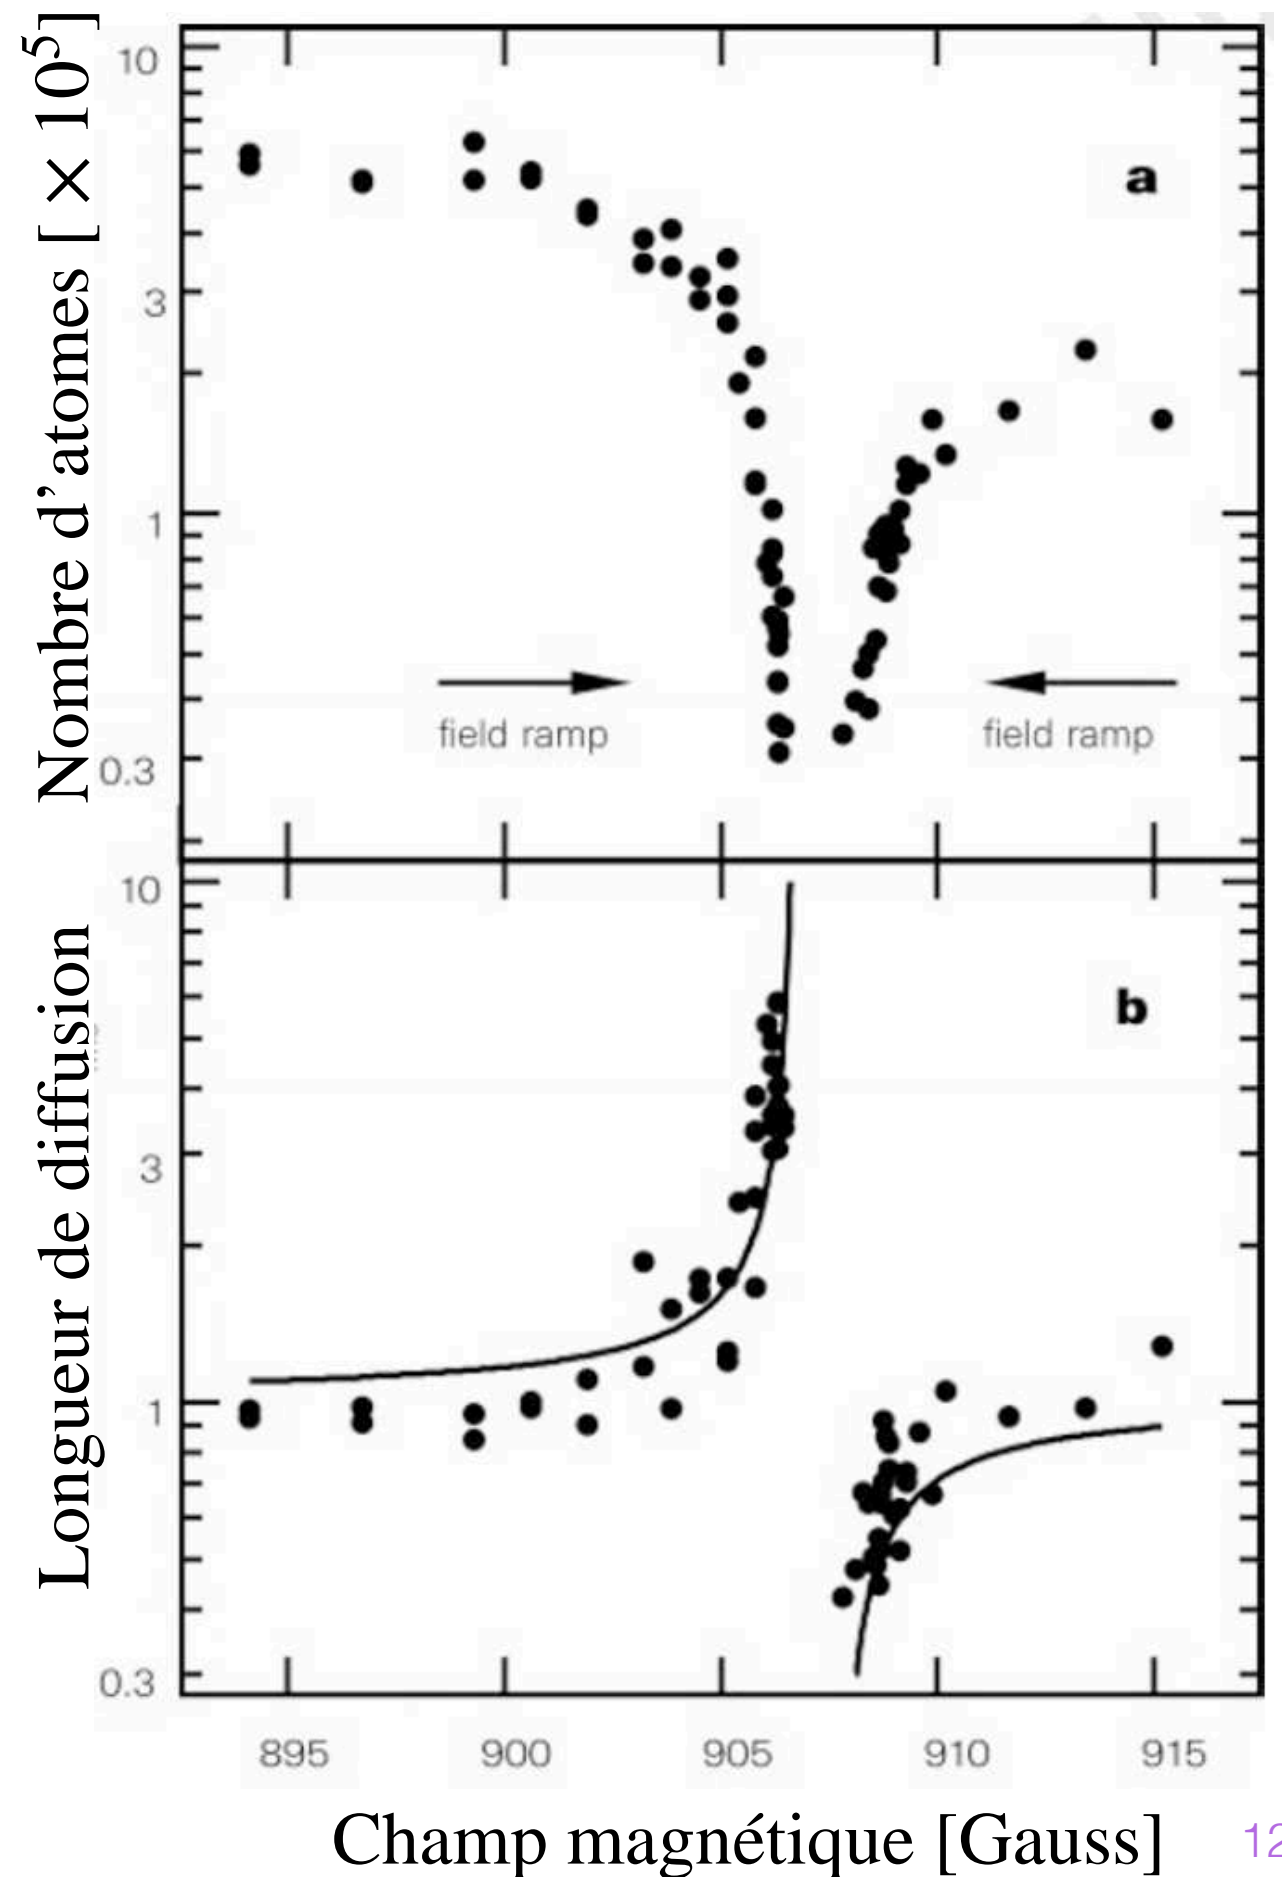 Nombre d'atomes [ × 10⁵]
10
3
1
0.3
a
field ramp
field ramp
Longueur de diffusion
10
3
1
0.3
b
895 900 905 910 915
Champ magnétique [Gauss]
12